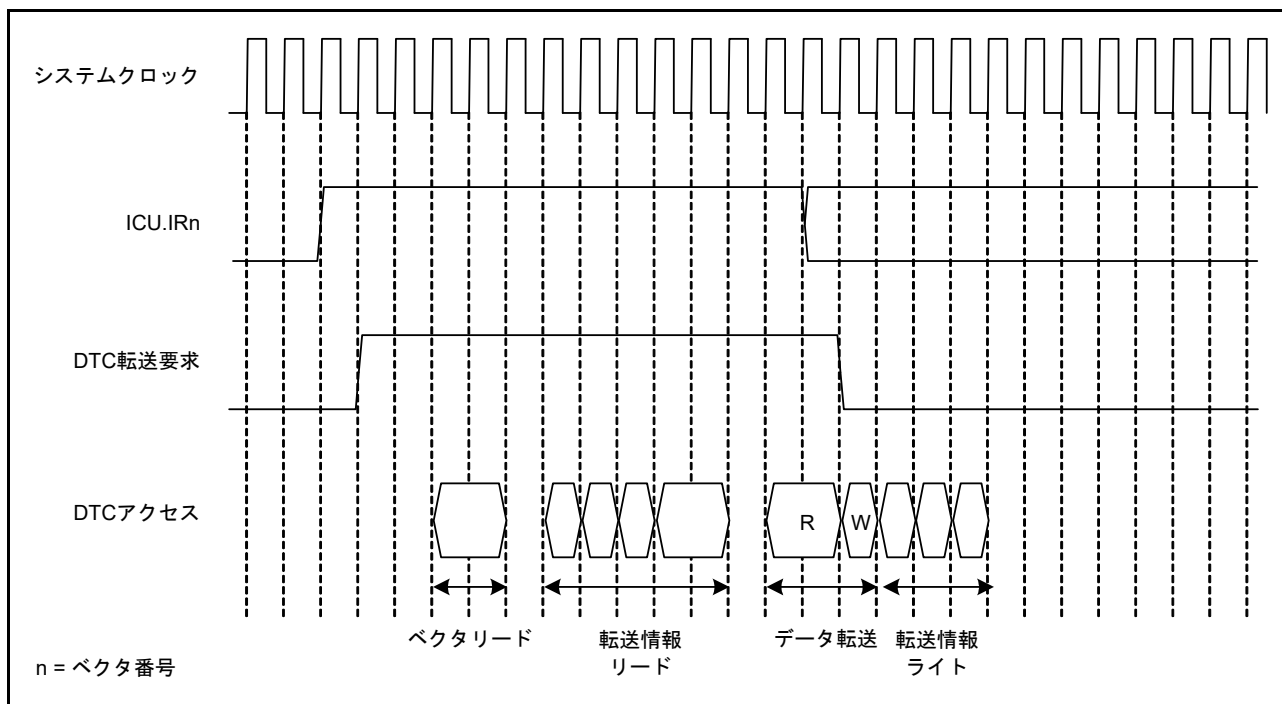 システムクロック
ICU.IRn
DTC転送要求
DTCアクセス
R
W
ベクタリード
転送情報
リード
データ転送
転送情報
ライト
n = ベクタ番号